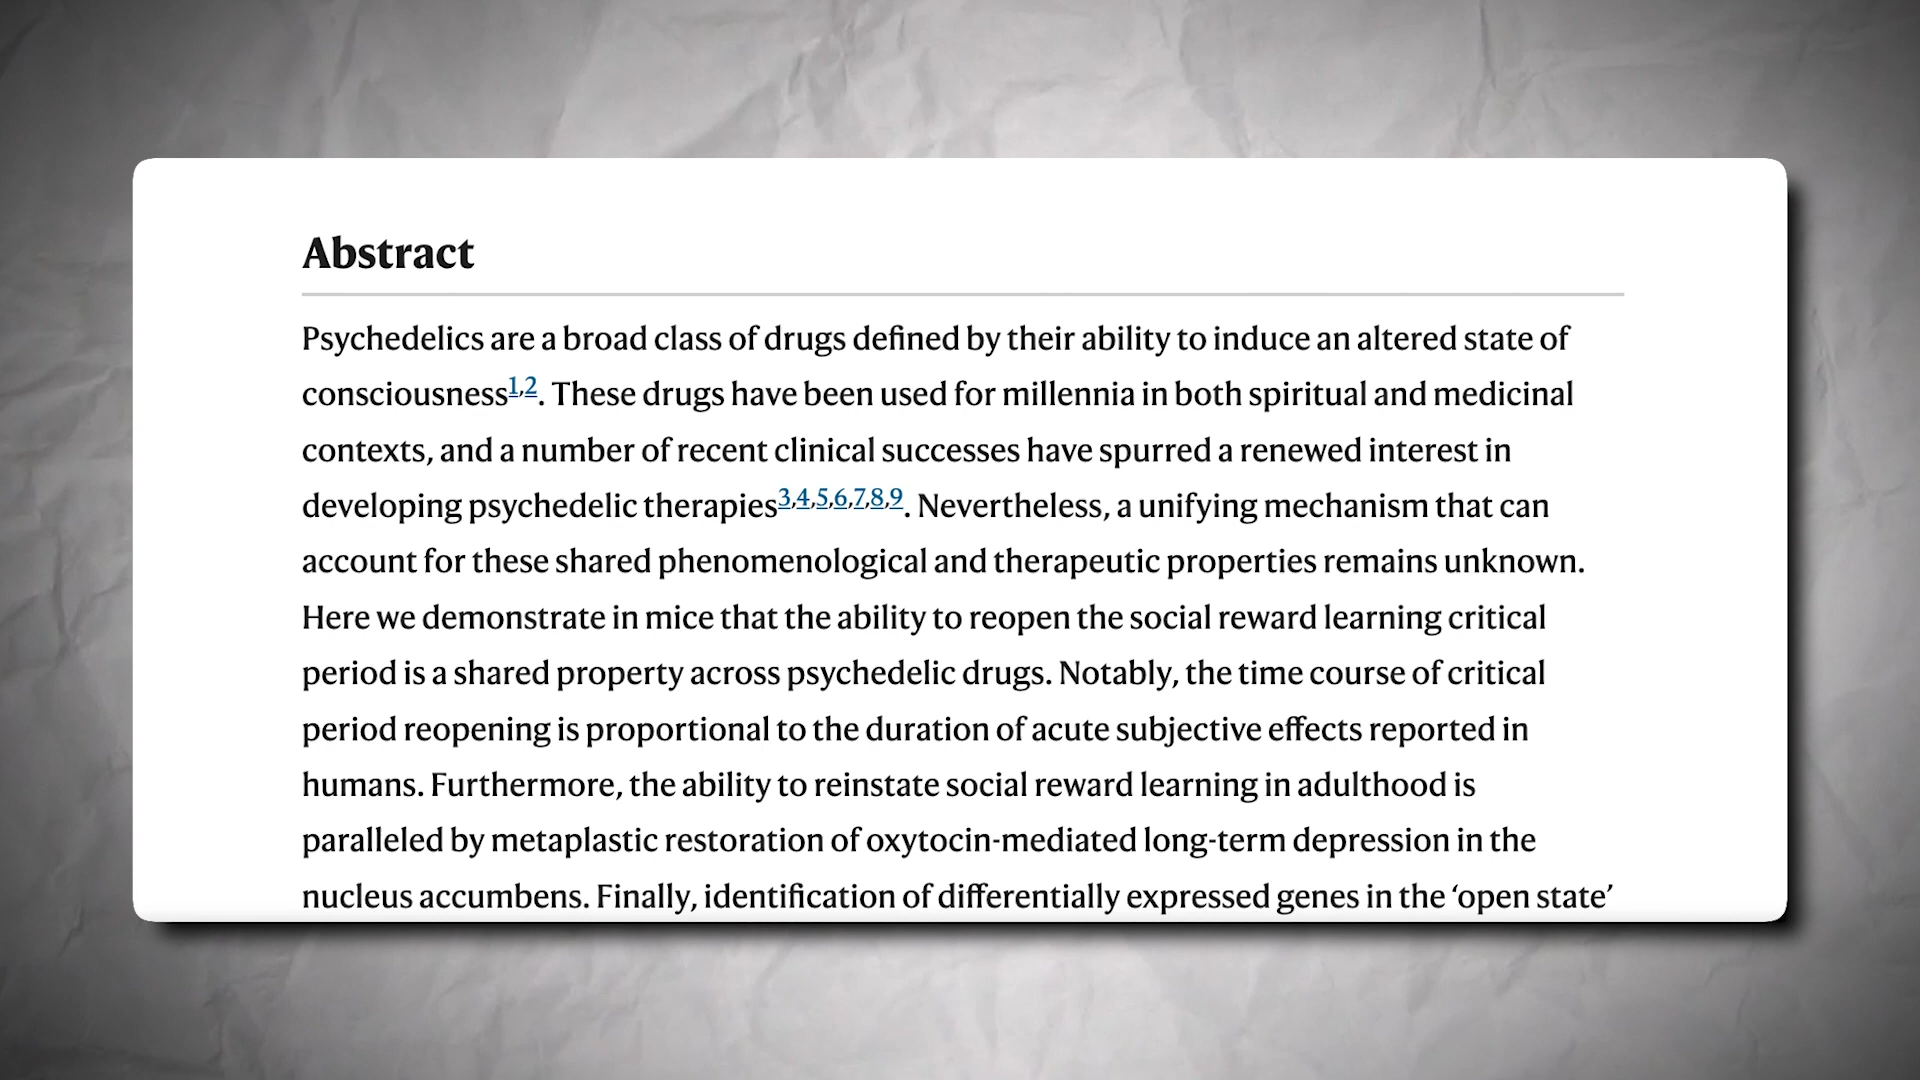 Abstract
Psychedelics are a broad class of drugs defined by their ability to induce an altered state of
consciousness1,2. These drugs have been used for millennia in both spiritual and medicinal
contexts, and a number of recent clinical successes have spurred a renewed interest in
developing psychedelic therapies3,4,5,6,7,8,9. Nevertheless, a unifying mechanism that can
account for these shared phenomenological and therapeutic properties remains unknown.
Here we demonstrate in mice that the ability to reopen the social reward learning critical
period is a shared property across psychedelic drugs. Notably, the time course of critical
period reopening is proportional to the duration of acute subjective effects reported in
humans. Furthermore, the ability to reinstate social reward learning in adulthood is
paralleled by metaplastic restoration of oxytocin-mediated long-term depression in the
nucleus accumbens. Finally, identification of differentially expressed genes in the ‘open state’